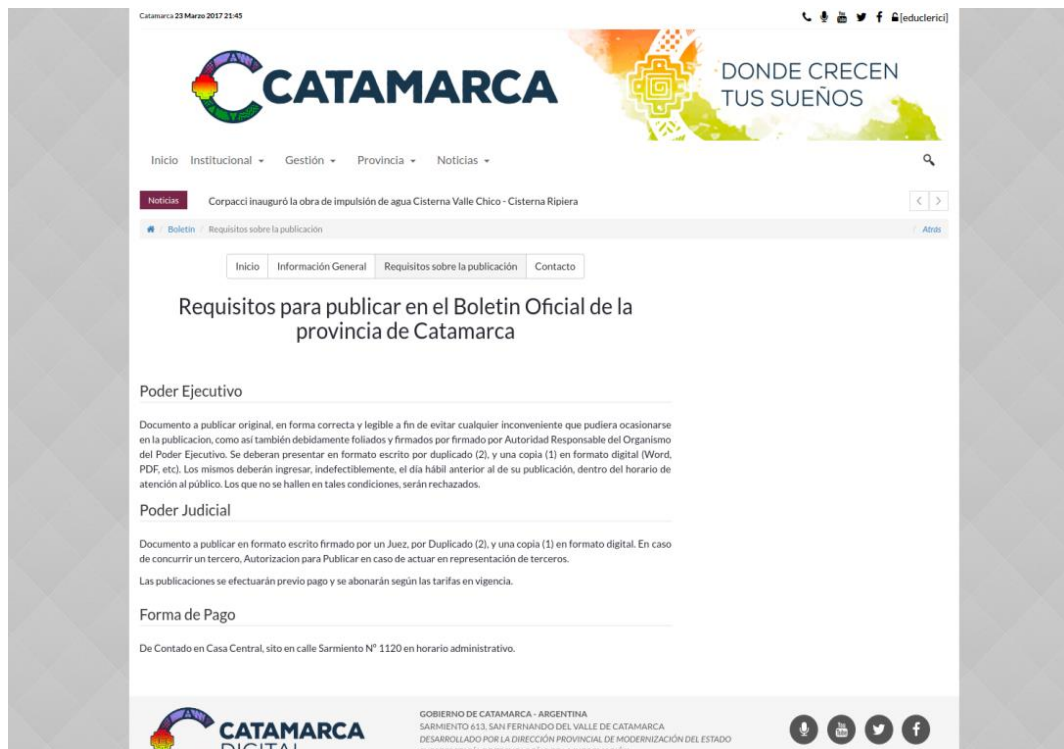 Catamarca 23 Marzo 2017 21:45
[educlerici]
CATAMARCA
DONDE CRECEN
TUS SUEÑOS
Inicio Institucional Gestión Provincia Noticias
Noticias Corpacci inauguró la obra de impulsión de agua Cisterna Valle Chico - Cisterna Ripiera
/ Boletin / Requisitos sobre la publicación / Atras
Inicio Información General Requisitos sobre la publicación Contacto
Requisitos para publicar en el Boletin Oficial de la
provincia de Catamarca
Poder Ejecutivo
Documento a publicar original, en forma correcta y legible a fin de evitar cualquier inconveniente que pudiera ocasionarse
en la publicacion, como así también debidamente foliados y firmados por firmado por Autoridad Responsable del Organismo
del Poder Ejecutivo. Se deberan presentar en formato escrito por duplicado (2), y una copia (1) en formato digital (Word,
PDF, etc). Los mismos deberán ingresar, indefectiblemente, el día hábil anterior al de su publicación, dentro del horario de
atención al público. Los que no se hallen en tales condiciones, serán rechazados.
Poder Judicial
Documento a publicar en formato escrito firmado por un Juez, por Duplicado (2), y una copia (1) en formato digital. En caso
de concurrir un tercero, Autorizacion para Publicar en caso de actuar en representación de terceros.
Las publicaciones se efectuarán previo pago y se abonarán según las tarifas en vigencia.
Forma de Pago
De Contado en Casa Central, sito en calle Sarmiento Nº 1120 en horario administrativo.
CATAMARCA
DIGITAL
GOBIERNO DE CATAMARCA - ARGENTINA
SARMIENTO 613, SAN FERNANDO DEL VALLE DE CATAMARCA
DESARROLLADO POR LA DIRECCIÓN PROVINCIAL DE MODERNIZACIÓN DEL ESTADO